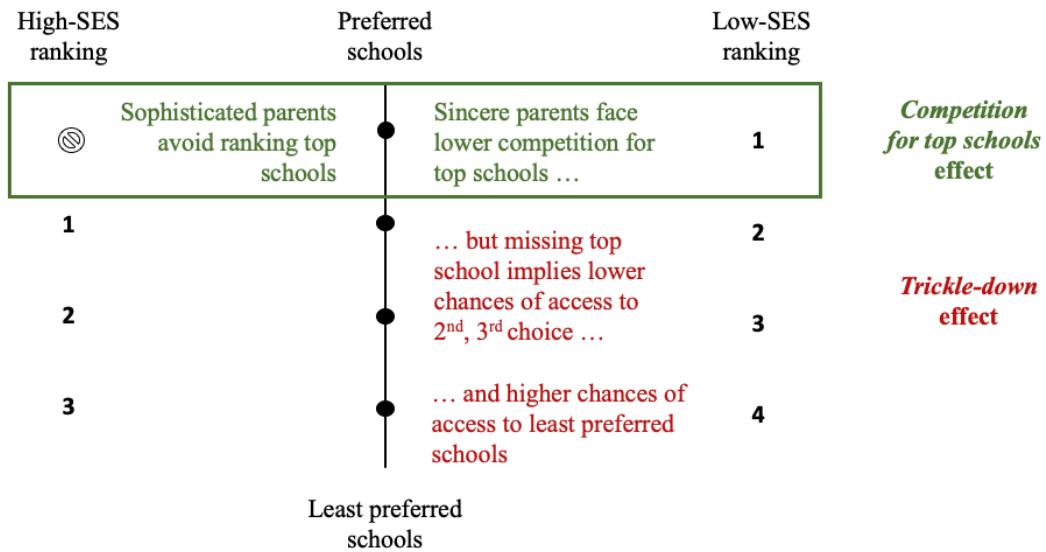 High-SES
ranking
Preferred
schools
Low-SES
ranking
Sophisticated parents
avoid ranking top
schools
Sincere parents face
lower competition for
top schools …
1
Competition
for top schools
effect
1
… but missing top
school implies lower
chances of access to
2nd, 3rd choice …
2
Trickle-down
effect
2
3
3
… and higher chances of
access to least preferred
schools
4
Least preferred
schools